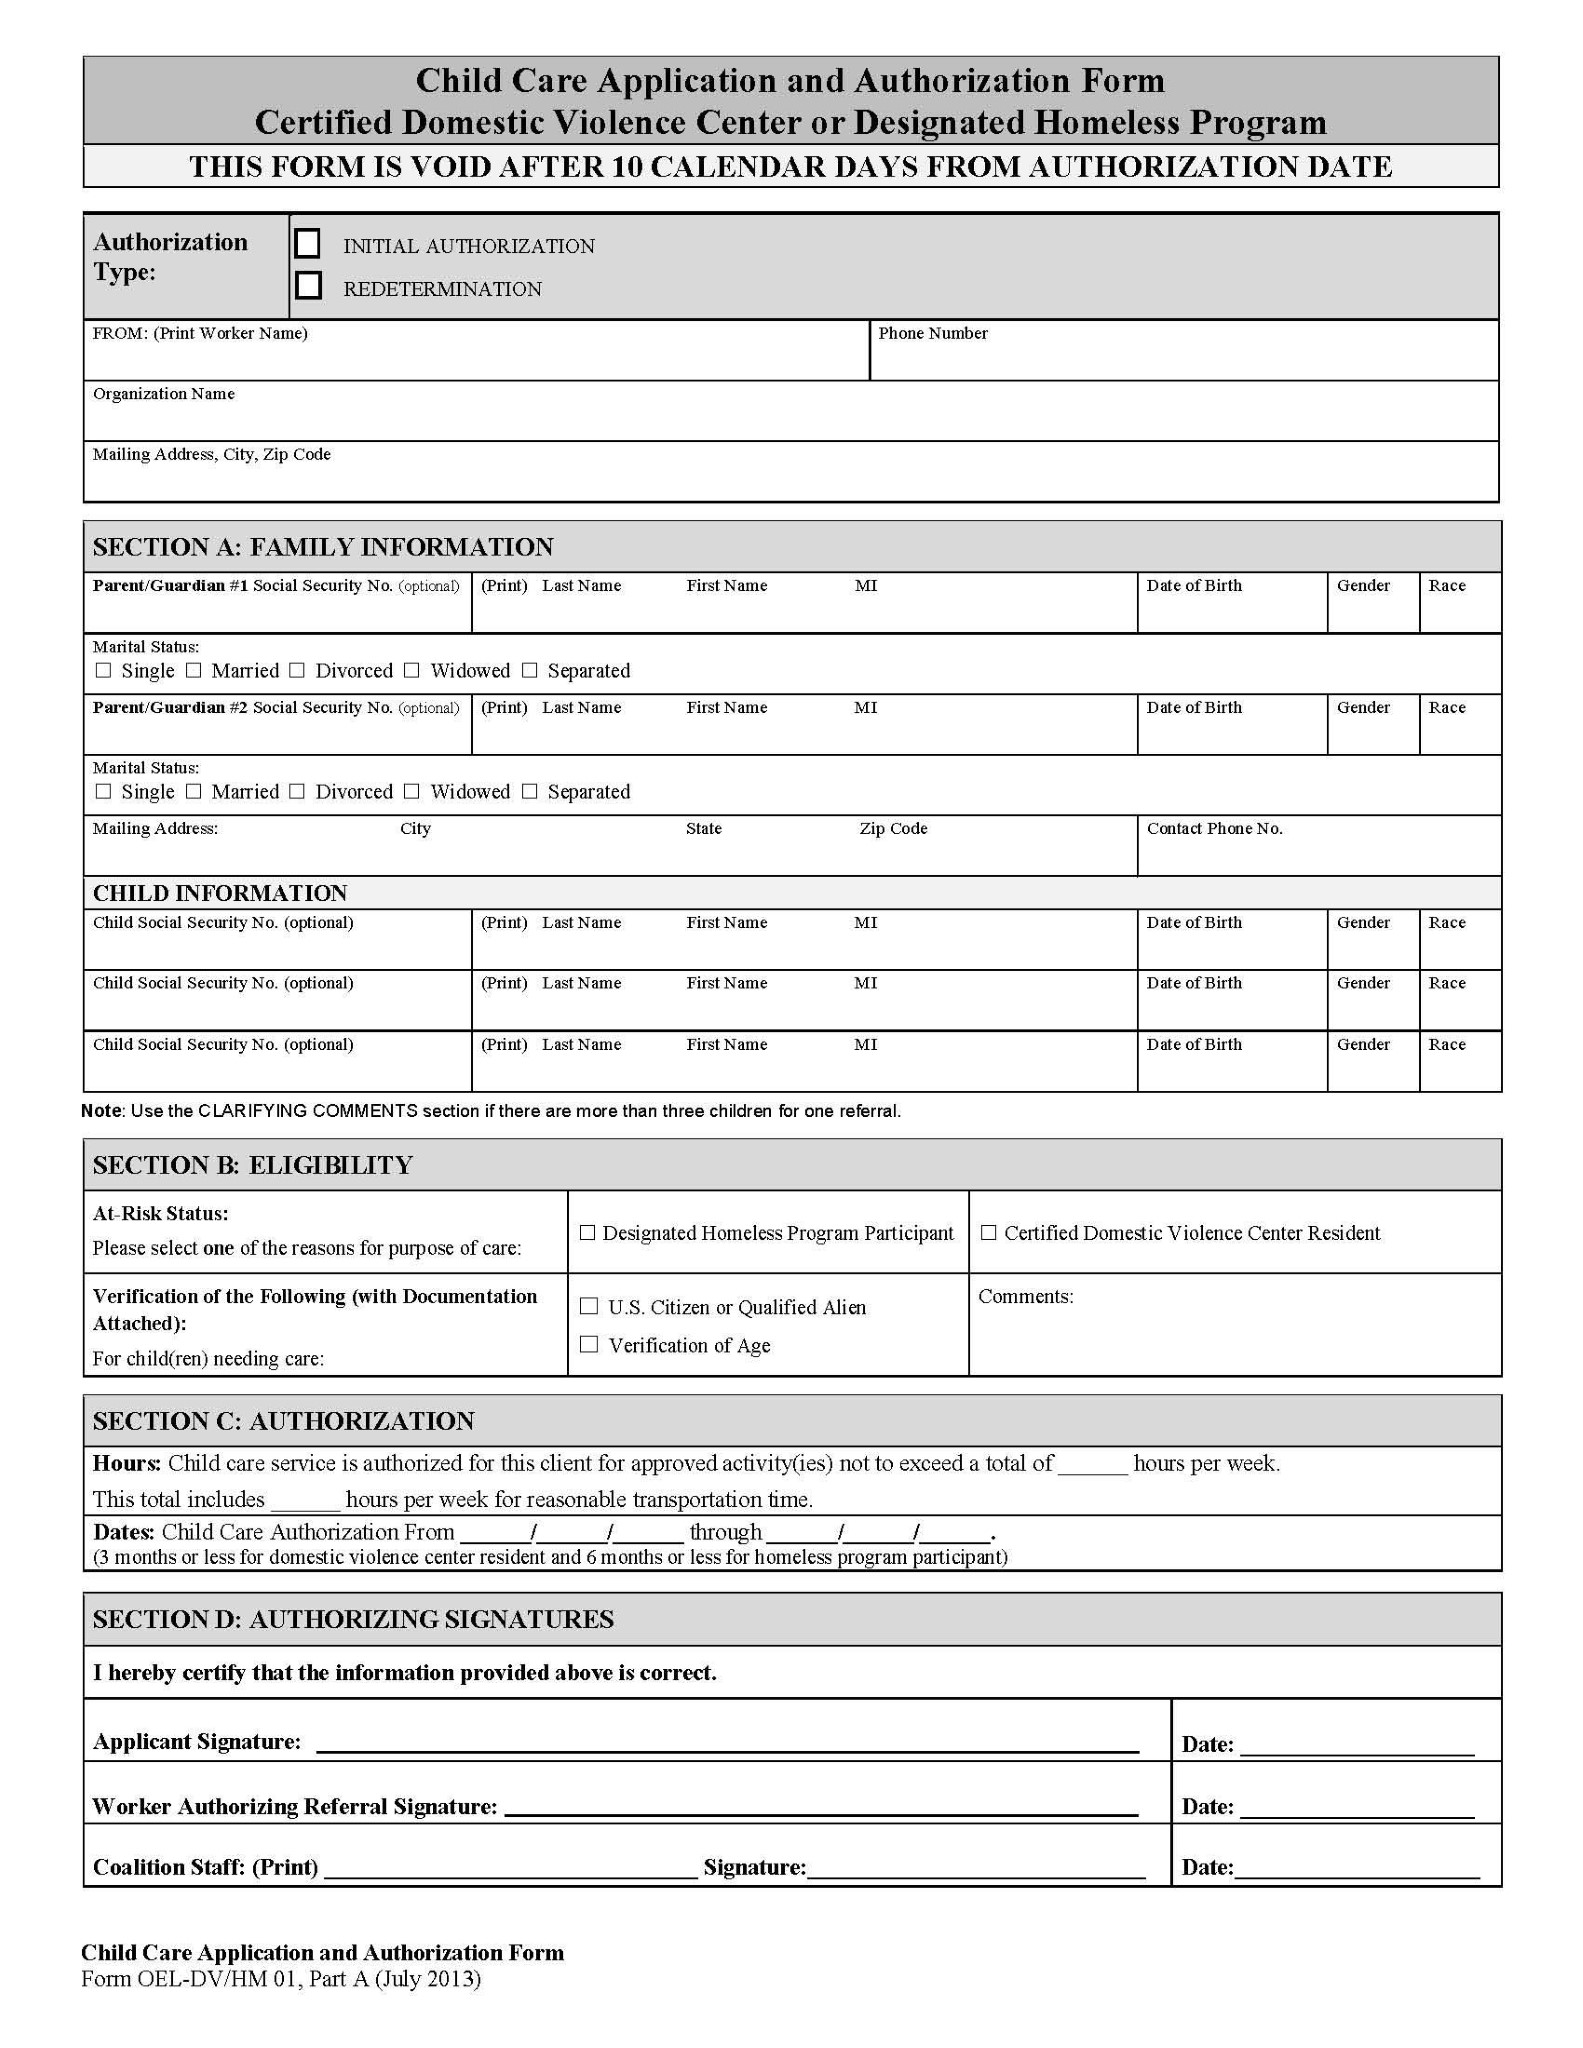 Child Care Application and Authorization Form
Certified Domestic Violence Center or Designated Homeless Program
THIS FORM IS VOID AFTER 10 CALENDAR DAYS FROM AUTHORIZATION DATE
Authorization Type:
INITIAL AUTHORIZATION
REDETERMINATION
FROM: (Print Worker Name) Phone Number
Organization Name
Mailing Address, City, Zip Code
SECTION A: FAMILY INFORMATION
Parent/Guardian #1 Social Security No. (optional) (Print) Last Name First Name MI Date of Birth Gender Race
Marital Status:
☐ Single ☐ Married ☐ Divorced ☐ Widowed ☐ Separated
Parent/Guardian #2 Social Security No. (optional) (Print) Last Name First Name MI Date of Birth Gender Race
Marital Status:
☐ Single ☐ Married ☐ Divorced ☐ Widowed ☐ Separated
Mailing Address: City State Zip Code Contact Phone No.
CHILD INFORMATION
Child Social Security No. (optional) (Print) Last Name First Name MI Date of Birth Gender Race
Child Social Security No. (optional) (Print) Last Name First Name MI Date of Birth Gender Race
Child Social Security No. (optional) (Print) Last Name First Name MI Date of Birth Gender Race
Note: Use the CLARIFYING COMMENTS section if there are more than three children for one referral.
SECTION B: ELIGIBILITY
At-Risk Status:
Please select one of the reasons for purpose of care:
☐ Designated Homeless Program Participant ☐ Certified Domestic Violence Center Resident
Verification of the Following (with Documentation
Attached):
For child(ren) needing care:
☐ U.S. Citizen or Qualified Alien
☐ Verification of Age
Comments:
SECTION C: AUTHORIZATION
Hours: Child care service is authorized for this client for approved activity(ies) not to exceed a total of ______ hours per week.
This total includes ______ hours per week for reasonable transportation time.
Dates: Child Care Authorization From ______/______/______ through ______/______/______.
(3 months or less for domestic violence center resident and 6 months or less for homeless program participant)
SECTION D: AUTHORIZING SIGNATURES
I hereby certify that the information provided above is correct.
Applicant Signature: ______ Date: ______
Worker Authorizing Referral Signature: ______ Date: ______
Coalition Staff: (Print) ______ Signature: ______ Date: ______
Child Care Application and Authorization Form
Form OEL-DV/HM 01, Part A (July 2013)